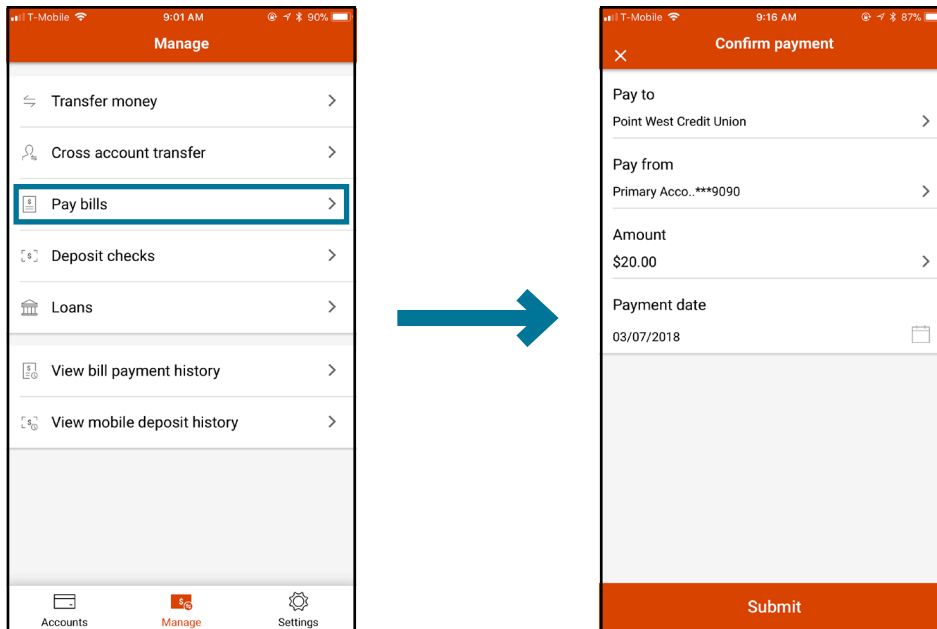 T-Mobile 9:01 AM 90%
Manage
Transfer money
Cross account transfer
Pay bills
Deposit checks
Loans
View bill payment history
View mobile deposit history
Accounts Manage Settings
T-Mobile 9:16 AM 87%
Confirm payment
Pay to
Point West Credit Union
Pay from
Primary Acco..***9090
Amount
$20.00
Payment date
03/07/2018
Submit